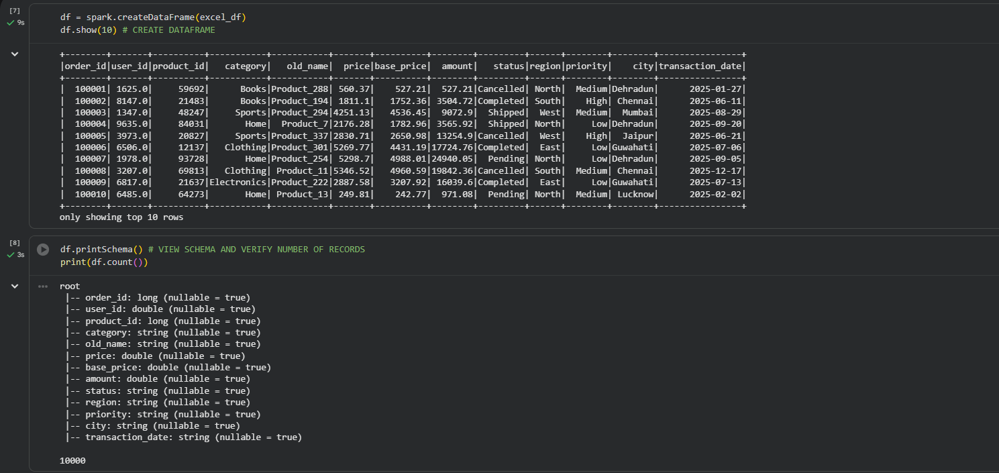 [7]
9s
df = spark.createDataFrame(excel_df)
df.show(10) # CREATE DATAFRAME
+--------+-------+----------+-----------+-----------+-------+----------+--------+---------+------+--------+--------+----------------+
|order_id|user_id|product_id|   category|   old_name|  price|base_price|  amount|   status|region|priority|    city|transaction_date|
+--------+-------+----------+-----------+-----------+-------+----------+--------+---------+------+--------+--------+----------------+
|  100001| 1625.0|     59692|      Books|Product_288| 560.37|    527.21|  527.21|Cancelled| North|  Medium|Dehradun|      2025-01-27|
|  100002| 8147.0|     21483|      Books|Product_194| 1811.1|   1752.36| 3504.72|Completed| South|    High| Chennai|      2025-06-11|
|  100003| 1347.0|     48247|     Sports|Product_294|4251.13|   4536.45|  9072.9|  Shipped|  West|  Medium|  Mumbai|      2025-08-29|
|  100004| 9635.0|     84031|       Home|  Product_7|2176.28|   1782.96| 3565.92|  Shipped| North|     Low|Dehradun|      2025-09-20|
|  100005| 3973.0|     20827|     Sports|Product_337|2830.71|   2650.98| 13254.9|Cancelled|  West|    High|  Jaipur|      2025-06-21|
|  100006| 6506.0|     12137|   Clothing|Product_301|5269.77|   4431.19|17724.76|Completed|  East|     Low|Guwahati|      2025-07-06|
|  100007| 1978.0|     93728|       Home|Product_254| 5298.7|   4988.01|24940.05|  Pending| North|     Low|Dehradun|      2025-09-05|
|  100008| 3207.0|     69813|   Clothing| Product_11|5346.52|   4960.59|19842.36|Cancelled| South|  Medium| Chennai|      2025-12-17|
|  100009| 6817.0|     21637|Electronics|Product_222|2887.58|   3207.92| 16039.6|Completed|  East|     Low|Guwahati|      2025-07-13|
|  100010| 6485.0|     64273|       Home| Product_13| 249.81|    242.77|  971.08|  Pending| North|  Medium| Lucknow|      2025-02-02|
+--------+-------+----------+-----------+-----------+-------+----------+--------+---------+------+--------+--------+----------------+
only showing top 10 rows
[8]
3s
df.printSchema() # VIEW SCHEMA AND VERIFY NUMBER OF RECORDS
print(df.count())
root
 |-- order_id: long (nullable = true)
 |-- user_id: double (nullable = true)
 |-- product_id: long (nullable = true)
 |-- category: string (nullable = true)
 |-- old_name: string (nullable = true)
 |-- price: double (nullable = true)
 |-- base_price: double (nullable = true)
 |-- amount: double (nullable = true)
 |-- status: string (nullable = true)
 |-- region: string (nullable = true)
 |-- priority: string (nullable = true)
 |-- city: string (nullable = true)
 |-- transaction_date: string (nullable = true)
10000